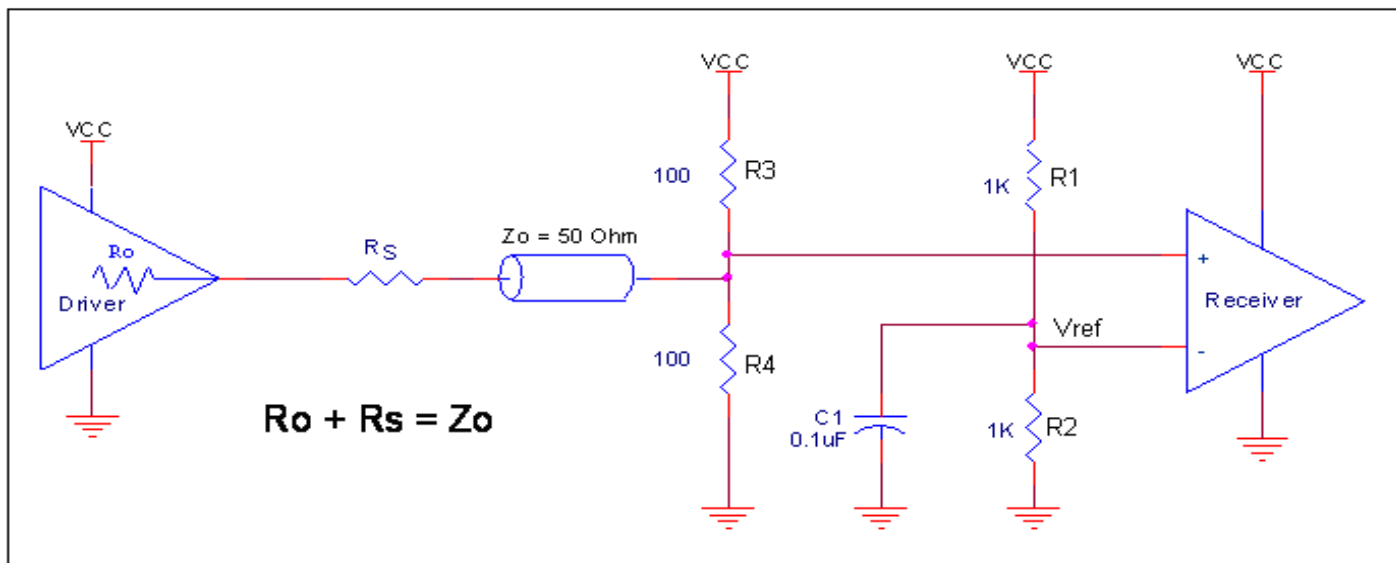 VCC
VCC
VCC
VCC
100
R3
1K
R1
Zo = 50 Ohm
Ro
RS
+
Driver
Receiver
Vref
-
100
R4
Ro + Rs = Zo
C1
0.1uF
1K
R2